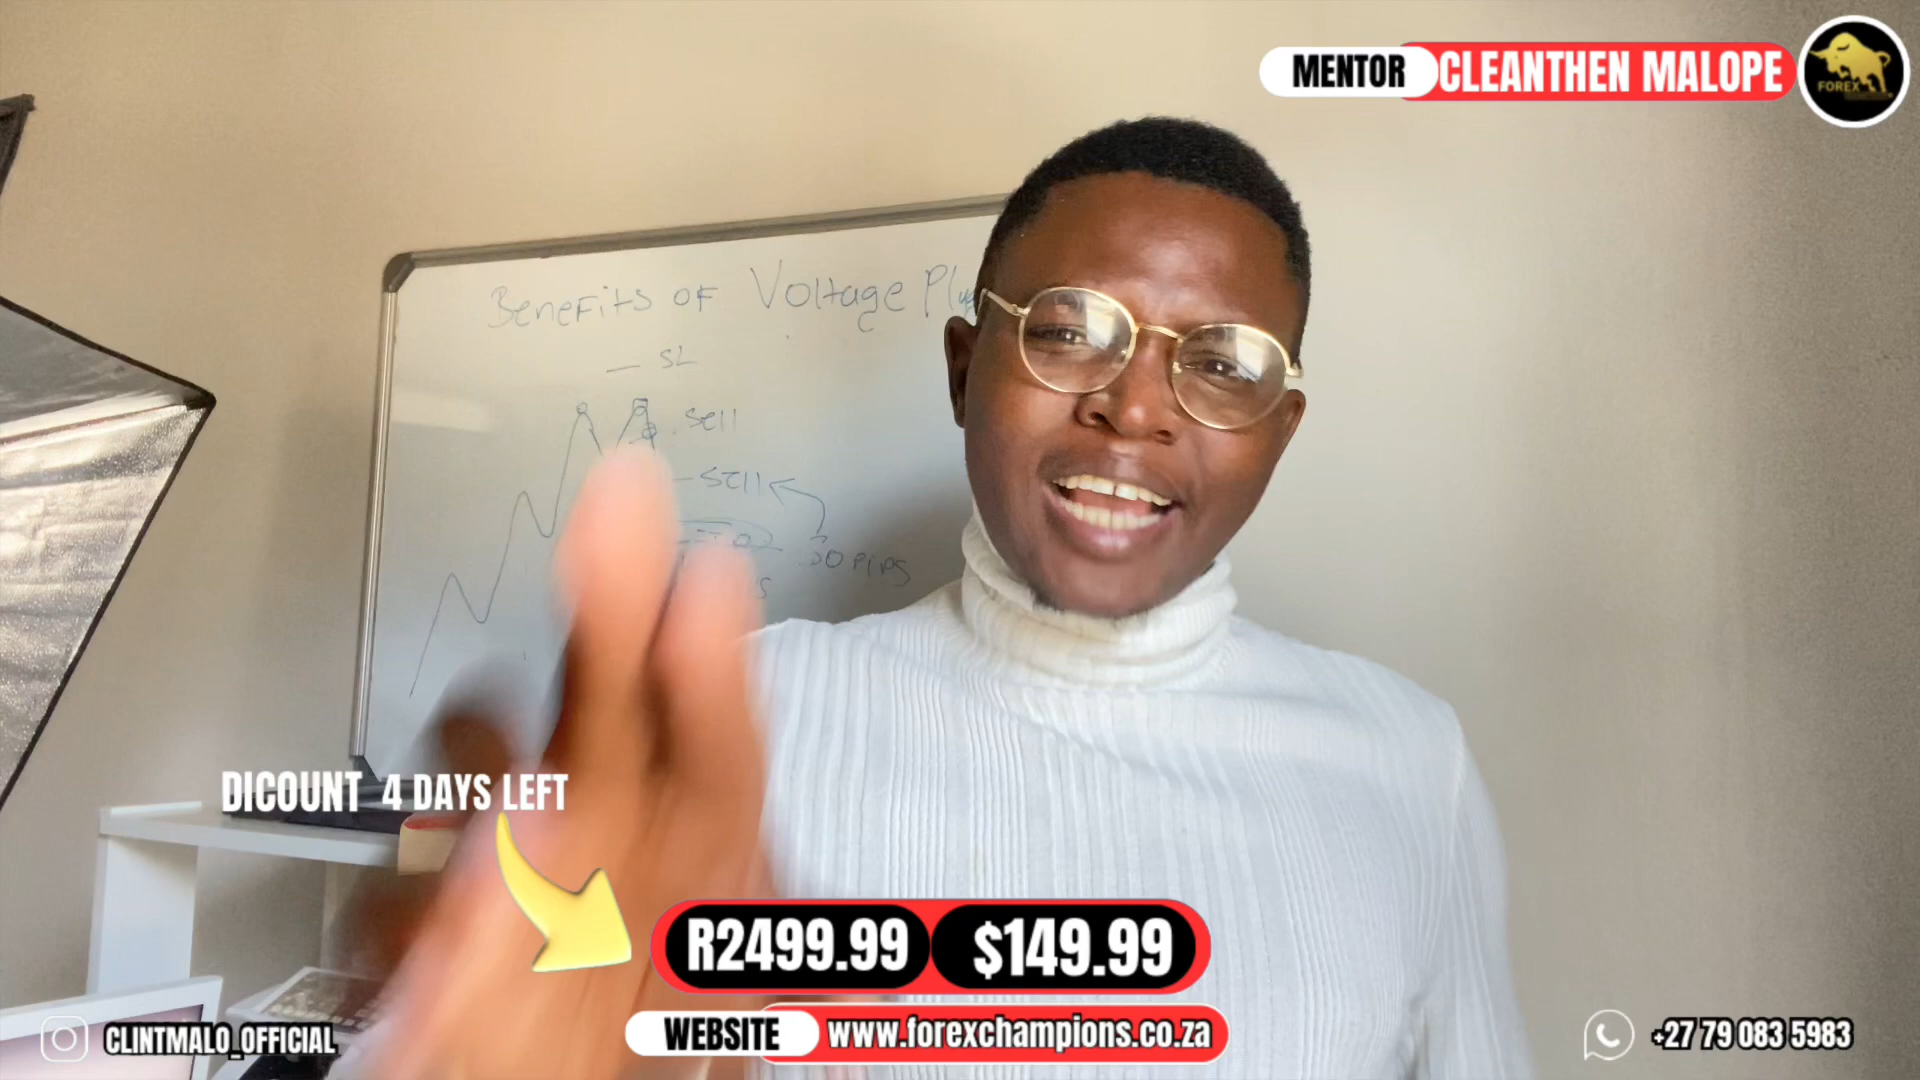 MENTOR CLEANTHEN MALOPE
FOREX
Benefits of Voltage
SL
sell
sell
PIPS
DICOUNT 4 DAYS LEFT
R2499.99 $149.99
WEBSITE www.forexchampions.co.za
CLINTMALO_OFFICIAL
+27 79 083 5983